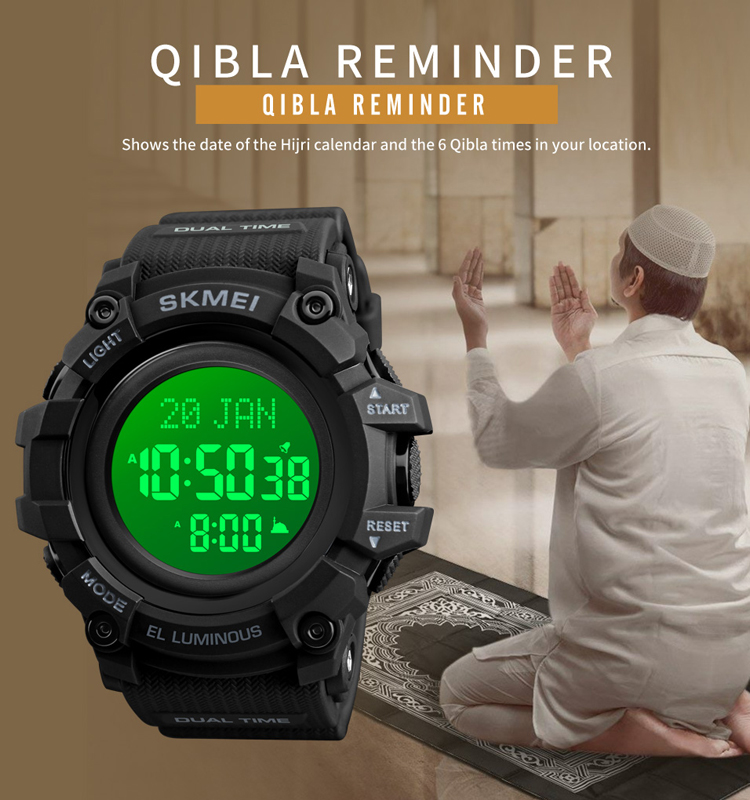 QIBLA REMINDER
QIBLA REMINDER
Shows the date of the Hijri calendar and the 6 Qibla times in your location.
DUAL TIME
SKMEI
LIGHT
START
20 JAN
A 10:50 38
A 8:00
RESET
MODE
EL LUMINOUS
DUAL TIME